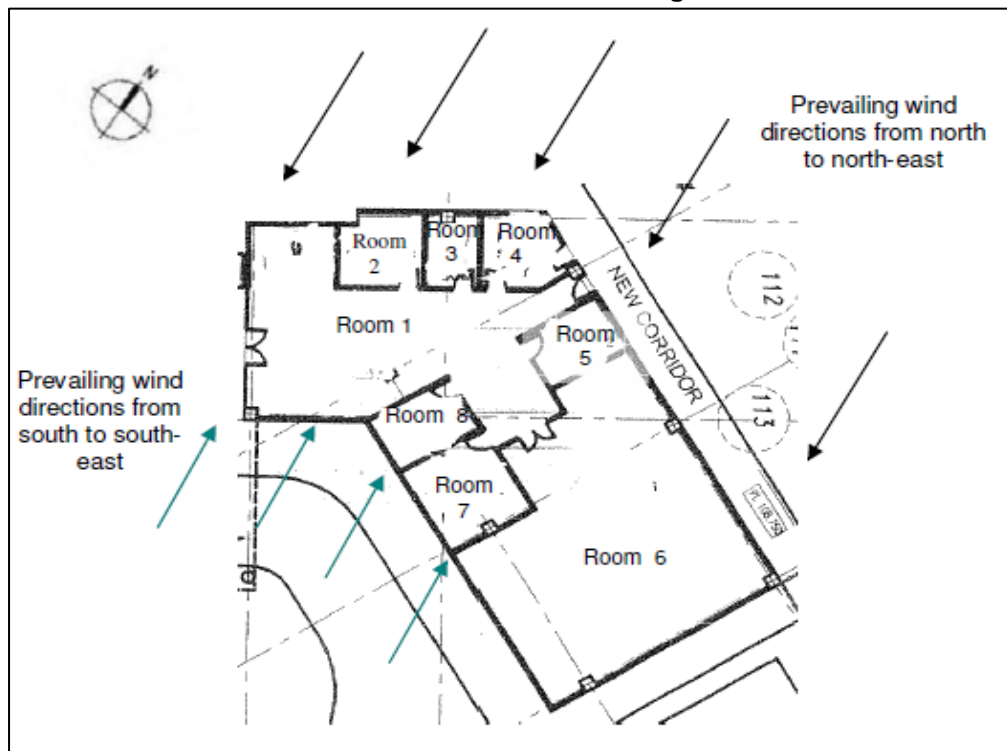 N
Prevailing wind
directions from north
to north-east
Room
2
Room
3
Room
4
NEW CORRIDOR
112
Room 1
Room
5
Prevailing wind
directions from
south to south-
east
Room 8
113
Room
7
Room 6